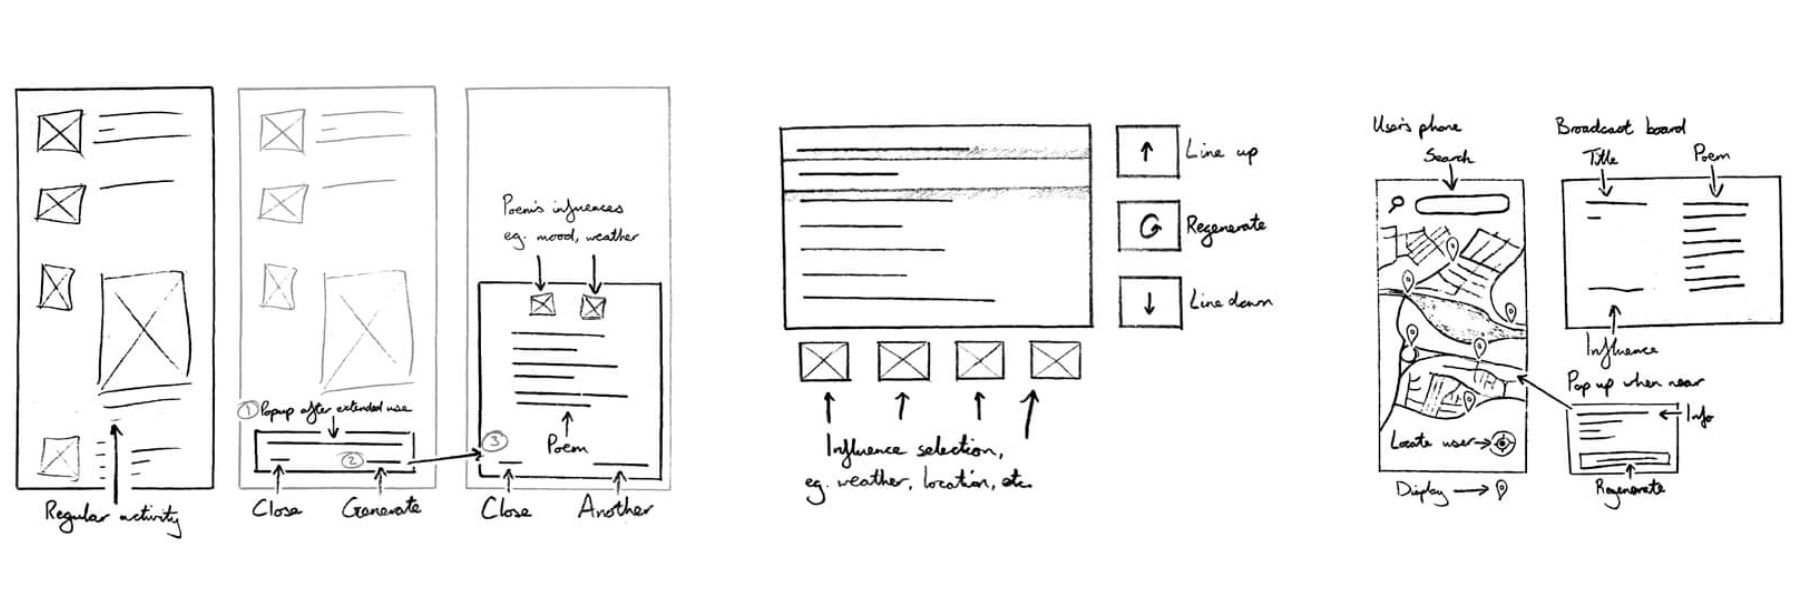 Regular activity
① Popup after extended use
②
Close
Generate
Poem's influences
eg. mood, weather
Poem
③
Close
Another
Line up
Regenerate
Line down
Influence selection,
eg. weather, location, etc.
User's phone
Search
Locate user
Display
Broadcast board
Title
Poem
Influence
Pop up when near
Info
Regenerate